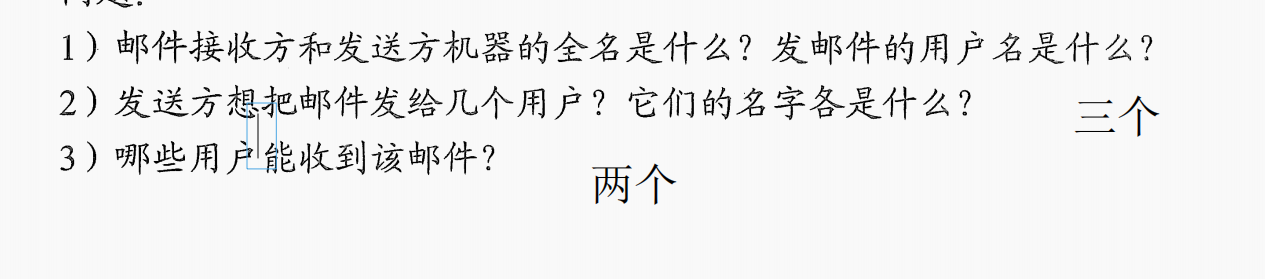 1）邮件接收方和发送方机器的全名是什么？发邮件的用户名是什么？
2）发送方想把邮件发给几个用户？它们的名字各是什么？
三个
3）哪些用户能收到该邮件？
两个